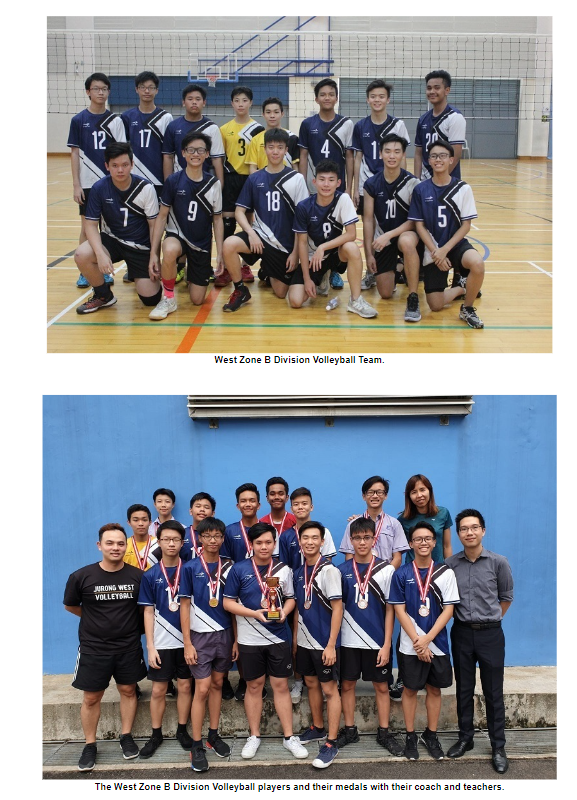 12
17
3
4
1
7
9
18
8
10
5
West Zone B Division Volleyball Team.
JURONG WEST
VOLLEYBALL
The West Zone B Division Volleyball players and their medals with their coach and teachers.